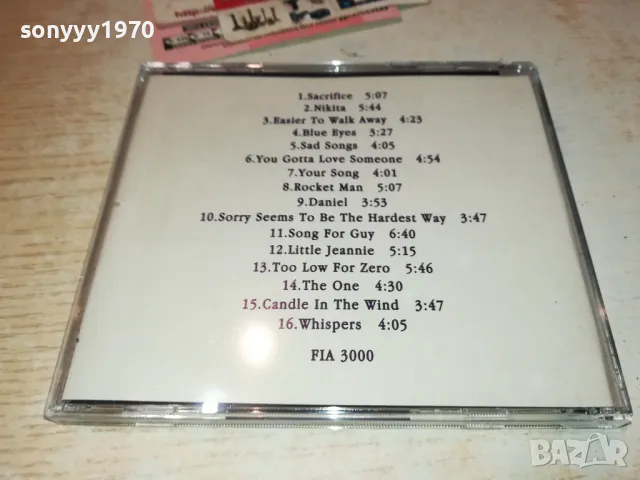 sonyyy1970
http://
1.Sacrifice 5:07
2.Nikita 5:44
3.Easier To Walk Away 4:23
4.Blue Eyes 3:27
5.Sad Songs 4:05
6.You Gotta Love Someone 4:54
7.Your Song 4:01
8.Rocket Man 5:07
9.Daniel 3:53
10.Sorry Seems To Be The Hardest Way 3:47
11.Song For Guy 6:40
12.Little Jeannie 5:15
13.Too Low For Zero 5:46
14.The One 4:30
15.Candle In The Wind 3:47
16.Whispers 4:05
FIA 3000
BAZAR